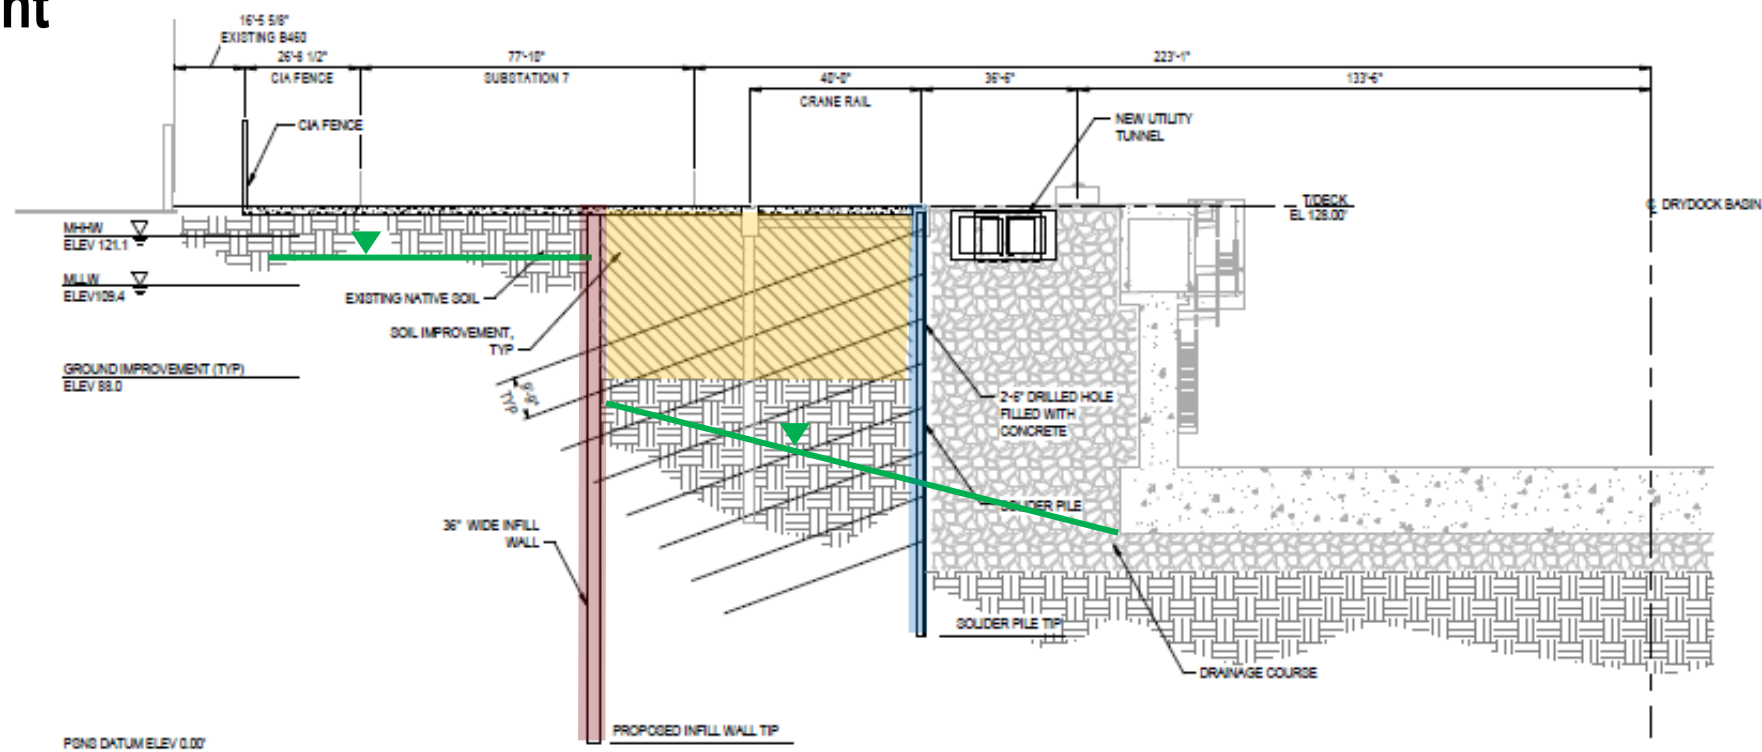 nt
16'-5 5/8"
EXISTING B460
26'-6 1/2"
77'-10"
223'-1"
CIA FENCE
SUBSTATION 7
40'-0"
36'-6"
133'-6"
CRANE RAIL
CIA FENCE
NEW UTILITY
TUNNEL
T/DECK
EL 128.00'
DRYDOCK BASIN
MHHW
ELEV 121.1
MLLW
ELEV109.4
EXISTING NATIVE SOIL
SOIL IMPROVEMENT,
TYP
GROUND IMPROVEMENT (TYP)
ELEV 88.0
TYP
2'-6" DRILLED HOLE
FILLED WITH
CONCRETE
SOLIDER PILE
36" WIDE INFILL
WALL
SOLIDER PILE TIP
DRAINAGE COURSE
PROPOSED INFILL WALL TIP
PSNS DATUM ELEV 0.00'